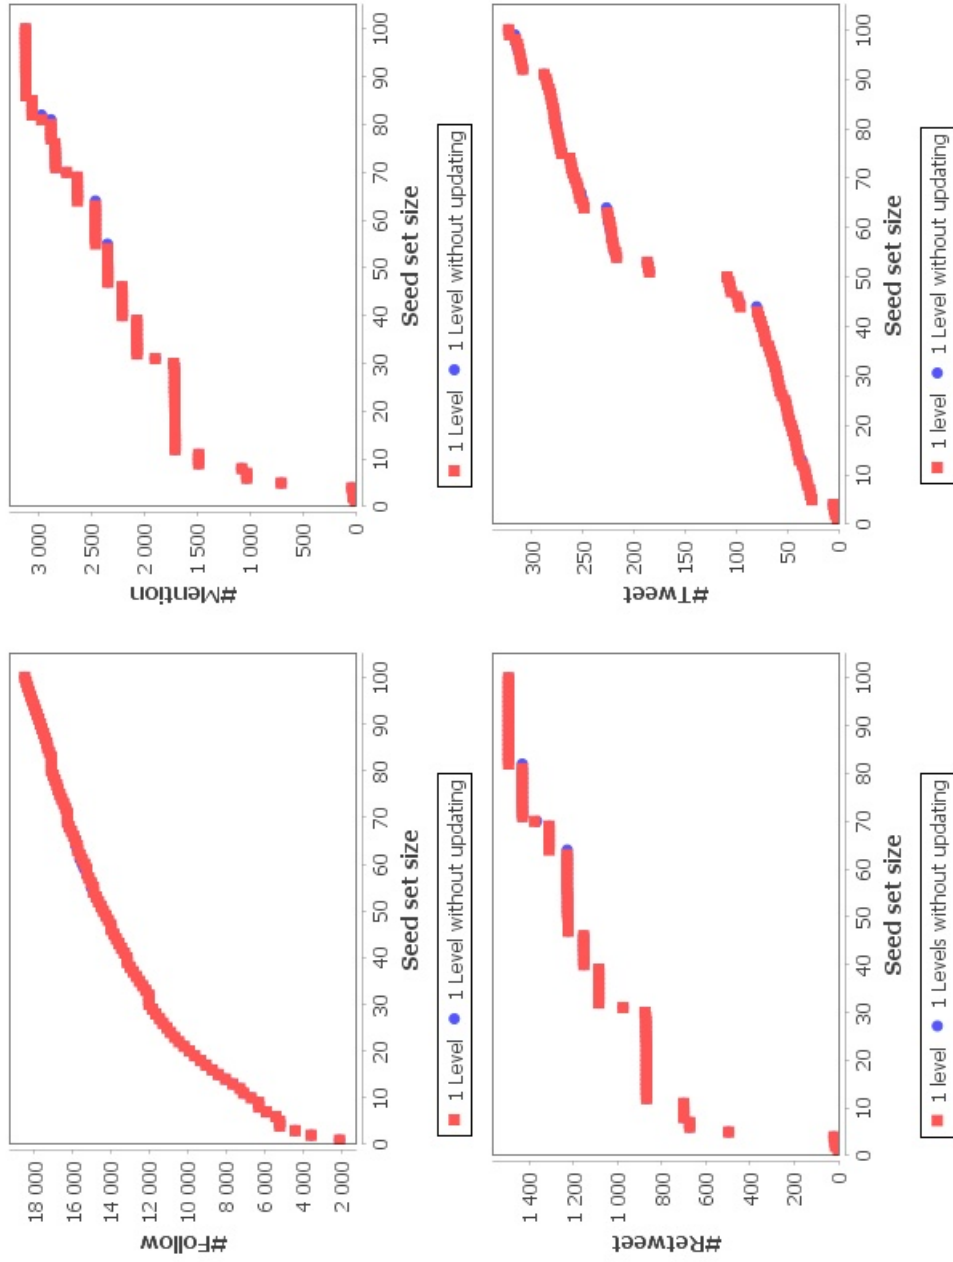 #Follow
18 000
16 000
14 000
12 000
10 000
8 000
6 000
4 000
2 000
0 10 20 30 40 50 60 70 80 90 100
Seed set size
1 Level 1 Level without updating
#Mention
3 000
2 500
2 000
1 500
1 000
500
0
0 10 20 30 40 50 60 70 80 90 100
Seed set size
1 Level 1 Level without updating
#Retweet
1 400
1 200
1 000
800
600
400
200
0
0 10 20 30 40 50 60 70 80 90 100
Seed set size
1 level 1 Levels without updating
#Tweet
300
250
200
150
100
50
0
0 10 20 30 40 50 60 70 80 90 100
Seed set size
1 level 1 Level without updating